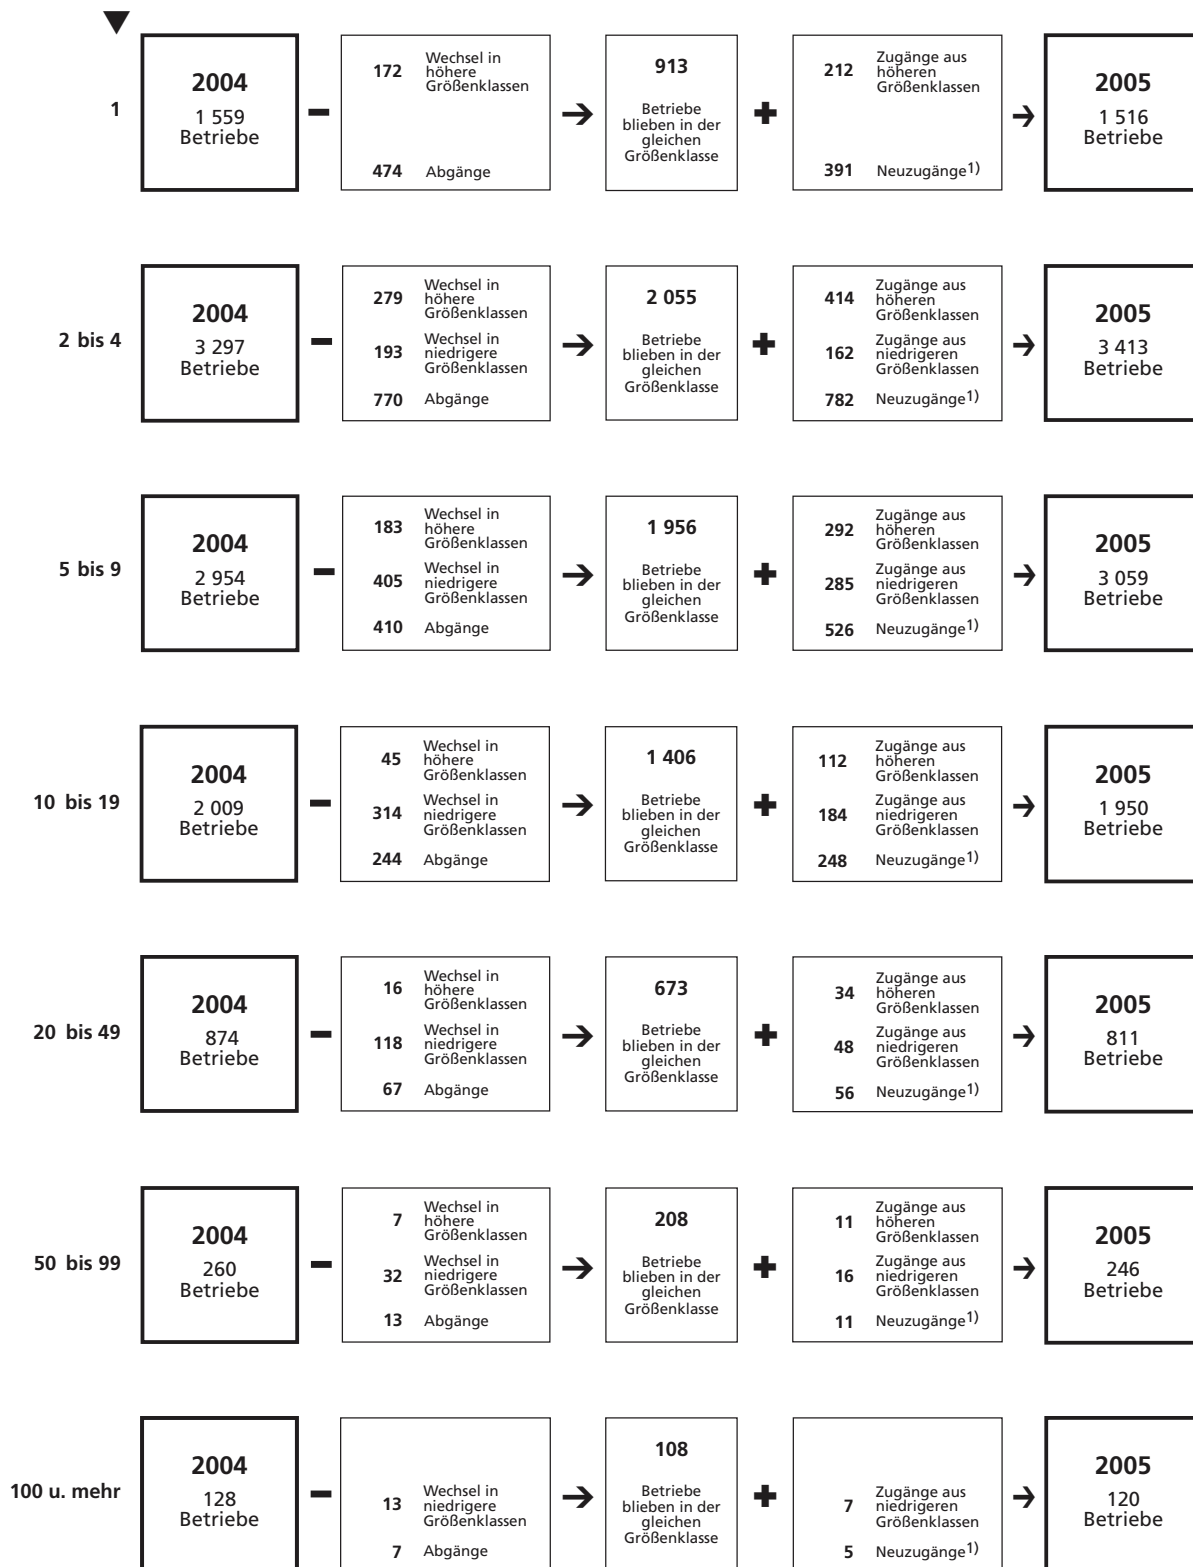 1
2004
1 559
Betriebe
172 Wechsel in
höhere
Größenklassen
474 Abgänge
913
Betriebe
blieben in der
gleichen
Größenklasse
212 Zugänge aus
höheren
Größenklassen
391 Neuzugänge1)
2005
1 516
Betriebe
2 bis 4
2004
3 297
Betriebe
279 Wechsel in
höhere
Größenklassen
193 Wechsel in
niedrigere
Größenklassen
770 Abgänge
2 055
Betriebe
blieben in der
gleichen
Größenklasse
414 Zugänge aus
höheren
Größenklassen
162 Zugänge aus
niedrigeren
Größenklassen
782 Neuzugänge1)
2005
3 413
Betriebe
5 bis 9
2004
2 954
Betriebe
183 Wechsel in
höhere
Größenklassen
405 Wechsel in
niedrigere
Größenklassen
410 Abgänge
1 956
Betriebe
blieben in der
gleichen
Größenklasse
292 Zugänge aus
höheren
Größenklassen
285 Zugänge aus
niedrigeren
Größenklassen
526 Neuzugänge1)
2005
3 059
Betriebe
10 bis 19
2004
2 009
Betriebe
45 Wechsel in
höhere
Größenklassen
314 Wechsel in
niedrigere
Größenklassen
244 Abgänge
1 406
Betriebe
blieben in der
gleichen
Größenklasse
112 Zugänge aus
höheren
Größenklassen
184 Zugänge aus
niedrigeren
Größenklassen
248 Neuzugänge1)
2005
1 950
Betriebe
20 bis 49
2004
874
Betriebe
16 Wechsel in
höhere
Größenklassen
118 Wechsel in
niedrigere
Größenklassen
67 Abgänge
673
Betriebe
blieben in der
gleichen
Größenklasse
34 Zugänge aus
höheren
Größenklassen
48 Zugänge aus
niedrigeren
Größenklassen
56 Neuzugänge1)
2005
811
Betriebe
50 bis 99
2004
260
Betriebe
7 Wechsel in
höhere
Größenklassen
32 Wechsel in
niedrigere
Größenklassen
13 Abgänge
208
Betriebe
blieben in der
gleichen
Größenklasse
11 Zugänge aus
höheren
Größenklassen
16 Zugänge aus
niedrigeren
Größenklassen
11 Neuzugänge1)
2005
246
Betriebe
100 u. mehr
2004
128
Betriebe
13 Wechsel in
niedrigere
Größenklassen
7 Abgänge
108
Betriebe
blieben in der
gleichen
Größenklasse
7 Zugänge aus
niedrigeren
Größenklassen
5 Neuzugänge1)
2005
120
Betriebe